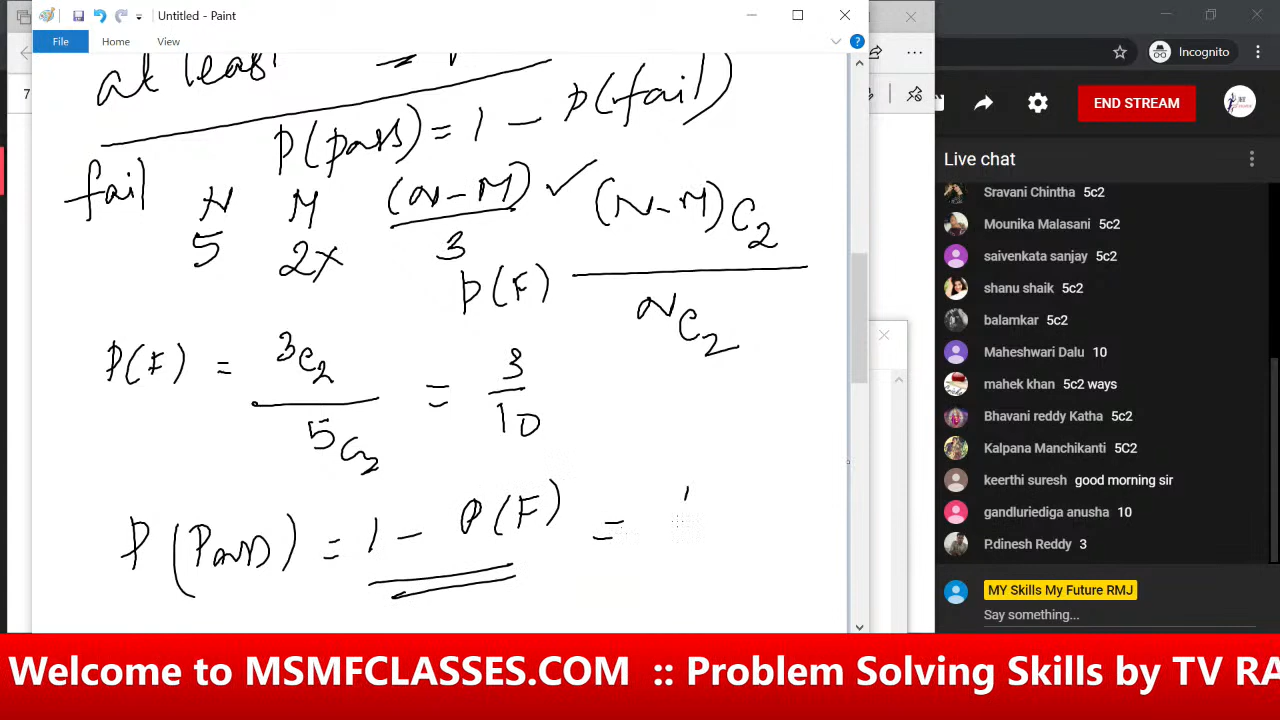 Untitled - Paint
File Home View
Incognito
END STREAM
at least
P(pass) = 1 - P(fail)
fail N M (N-M) ✓ (N-M)C2
5 2x 3
P(F) NC2
P(F) = 3C2 / 5C2 = 3/10
P(Pass) = 1 - P(F) =
Live chat
Sravani Chintha 5c2
Mounika Malasani 5c2
saivenkata sanjay 5c2
shanu shaik 5c2
balamkar 5c2
Maheshwari Dalu 10
mahek khan 5c2 ways
Bhavani reddy Katha 5c2
Kalpana Manchikanti 5C2
keerthi suresh good morning sir
gandluriediga anusha 10
P.dinesh Reddy 3
MY Skills My Future RMJ
Say something...
Welcome to MSMFCLASSES.COM :: Problem Solving Skills by TV RA